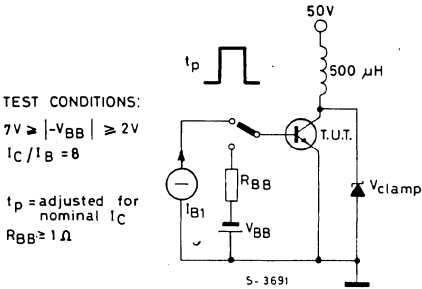 50V
tp
500 µH
TEST CONDITIONS:
7V ≥ |-VBB| ≥ 2V
IC/IB = 8
T.U.T.
RBB
Vclamp
tp = adjusted for
nominal IC
RBB ≥ 1 Ω
IB1
VBB
S-3691